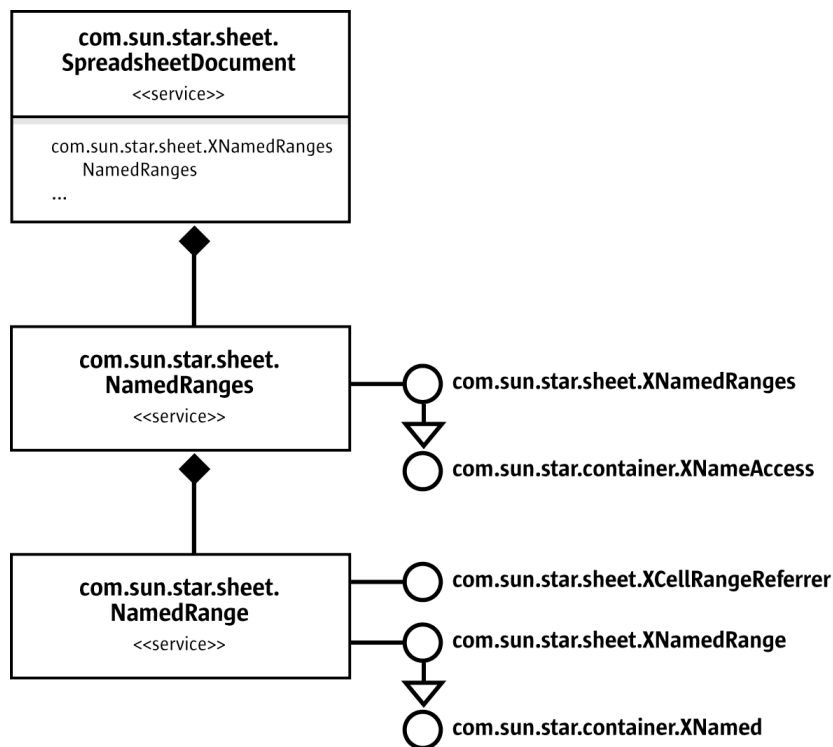 com.sun.star.sheet.
SpreadsheetDocument
<<service>>
com.sun.star.sheet.XNamedRanges
NamedRanges
...
com.sun.star.sheet.
NamedRanges
<<service>>
com.sun.star.sheet.XNamedRanges
com.sun.star.container.XNameAccess
com.sun.star.sheet.
NamedRange
<<service>>
com.sun.star.sheet.XCellRangeReferrer
com.sun.star.sheet.XNamedRange
com.sun.star.container.XNamed